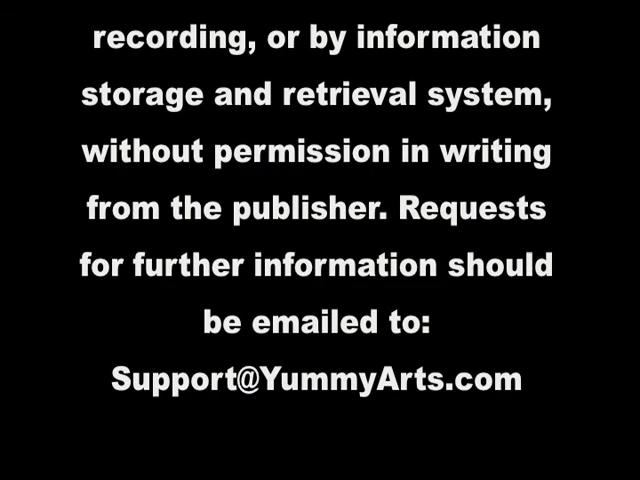 recording, or by information
storage and retrieval system,
without permission in writing
from the publisher. Requests
for further information should
be emailed to:
Support@YummyArts.com